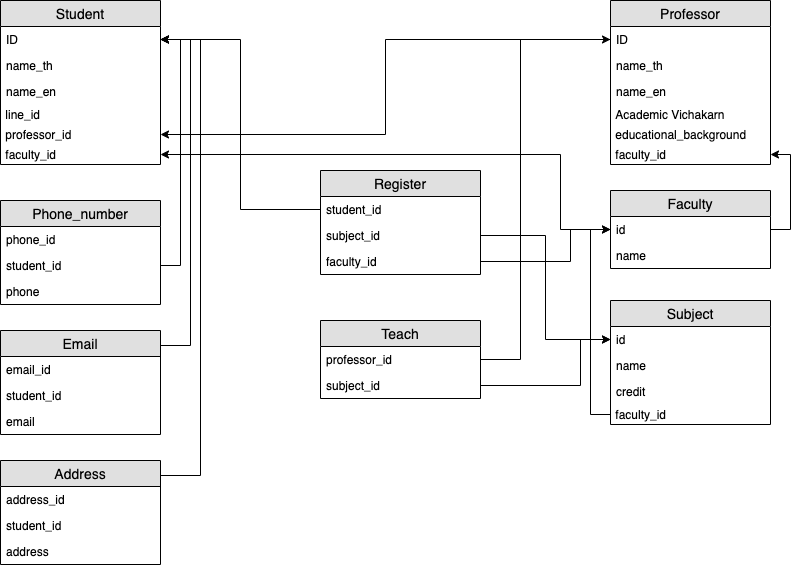 Student
ID
name_th
name_en
line_id
professor_id
faculty_id
Professor
ID
name_th
name_en
Academic Vichakarn
educational_background
faculty_id
Register
student_id
subject_id
faculty_id
Faculty
id
name
Phone_number
phone_id
student_id
phone
Teach
professor_id
subject_id
Subject
id
name
credit
faculty_id
Email
email_id
student_id
email
Address
address_id
student_id
address